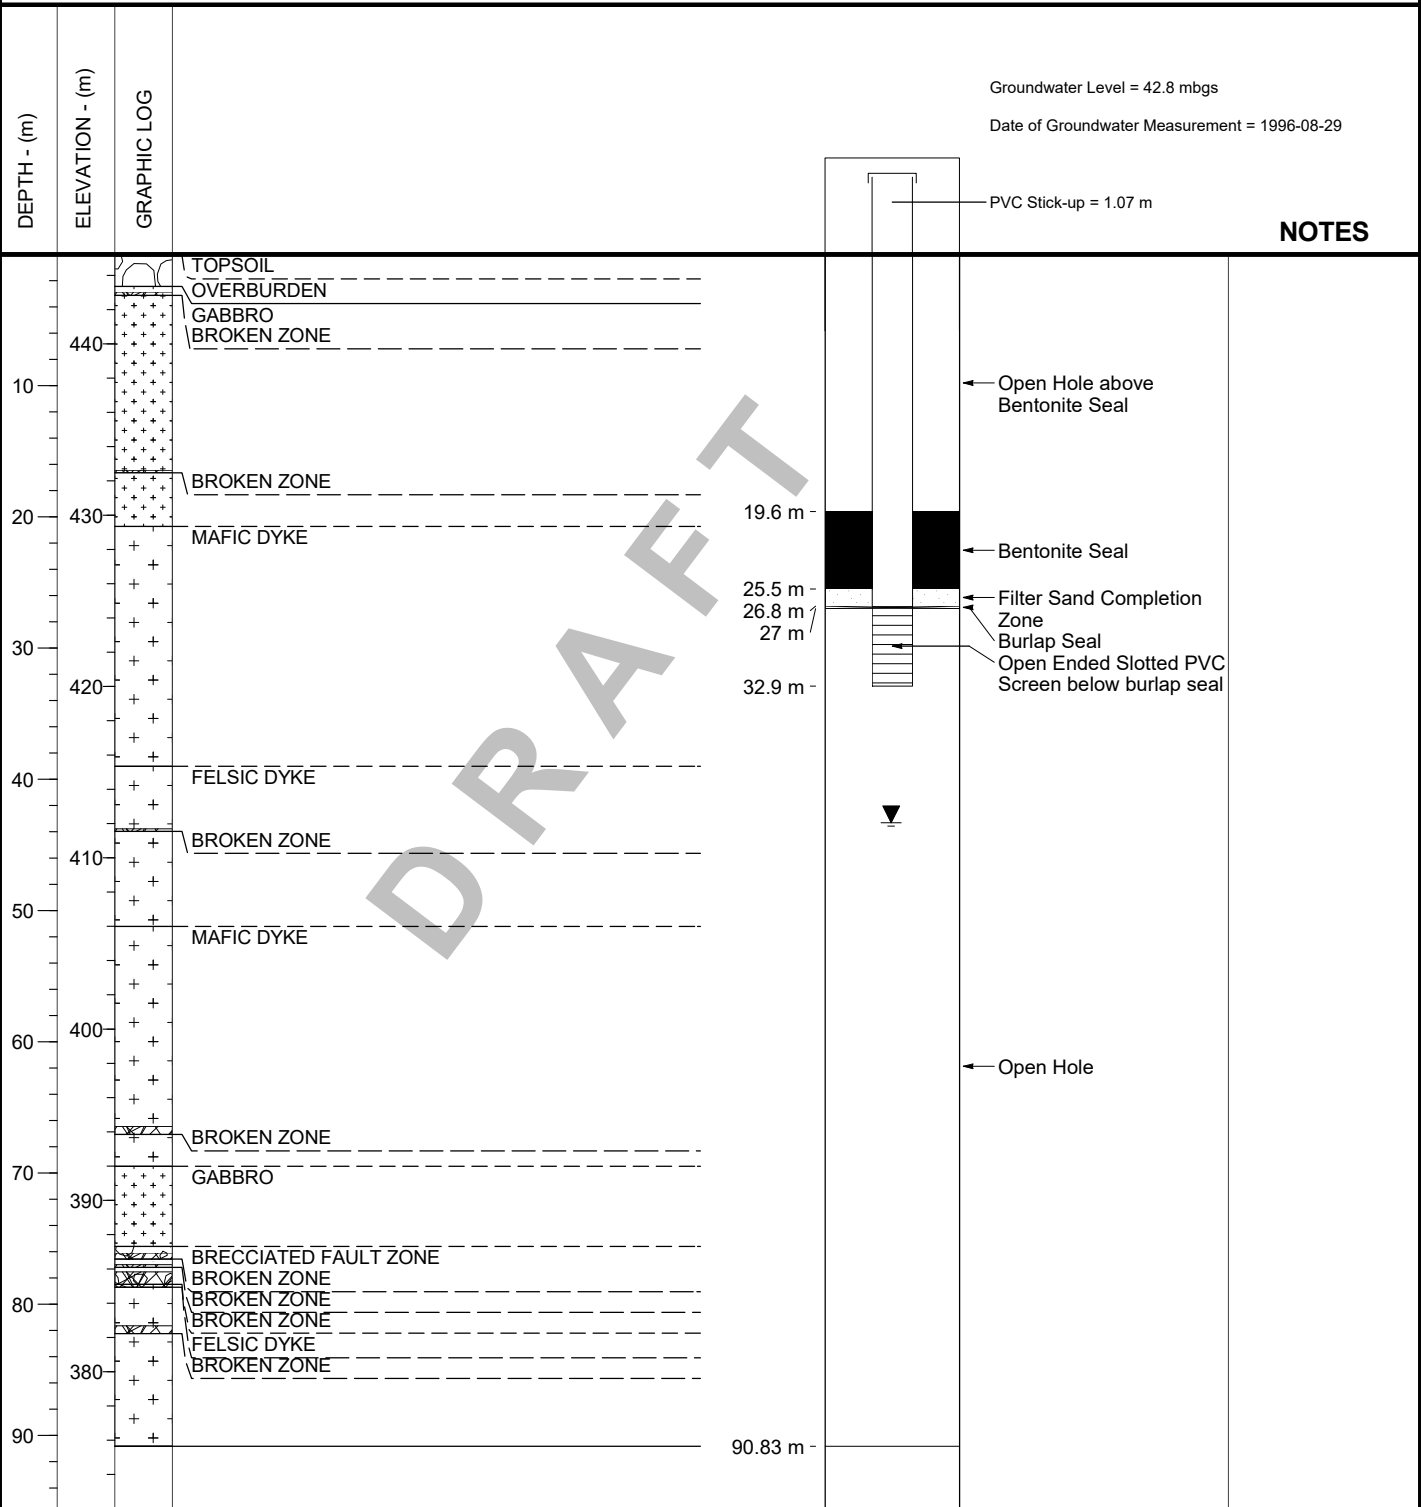 DEPTH - (m)
ELEVATION - (m)
GRAPHIC LOG
Groundwater Level = 42.8 mbgs
Date of Groundwater Measurement = 1996-08-29
PVC Stick-up = 1.07 m
NOTES
TOPSOIL
OVERBURDEN
GABBRO
BROKEN ZONE
440
10
Open Hole above
Bentonite Seal
BROKEN ZONE
19.6 m
20
430
MAFIC DYKE
Bentonite Seal
25.5 m
Filter Sand Completion
Zone
26.8 m
27 m
Burlap Seal
30
Open Ended Slotted PVC
Screen below burlap seal
420
32.9 m
DRAFT
40
FELSIC DYKE
BROKEN ZONE
410
50
MAFIC DYKE
400
60
Open Hole
BROKEN ZONE
70
GABBRO
390
BRECCIATED FAULT ZONE
BROKEN ZONE
BROKEN ZONE
80
BROKEN ZONE
FELSIC DYKE
BROKEN ZONE
380
90
90.83 m